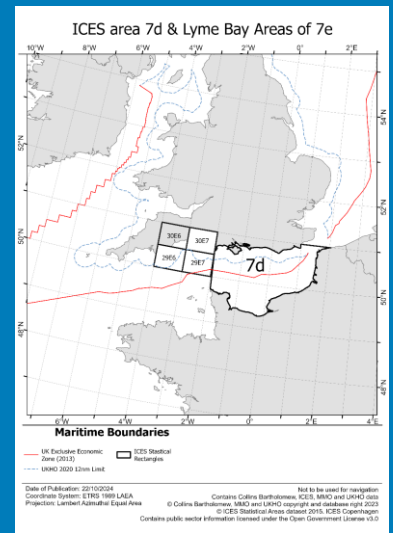 ICES area 7d & Lyme Bay Areas of 7e
10°W 8°W 6°W 4°W 2°W 0° 2°E
54°N
52°N
52°N
50°N
30E6 30E7
29E6 29E7
7d
50°N
48°N
48°N
6°W 4°W 2°W 0° 2°E 4°E
Maritime Boundaries
UK Exclusive Economic
Zone (2013)
ICES Stastical
Rectangles
UKHO 2020 12nm Limit
Date of Publication: 22/10/2024
Coordinate System: ETRS 1989 LAEA
Projection: Lambert Azimuthal Equal Area
Not to be used for navigation
Contains Collins Bartholomew, ICES, MMO and UKHO data
© Collins Bartholomew, MMO and UKHO copyright and database right 2023
© ICES Statistical Areas dataset 2015. ICES Copenhagen
Contains public sector information licensed under the Open Government License v3.0